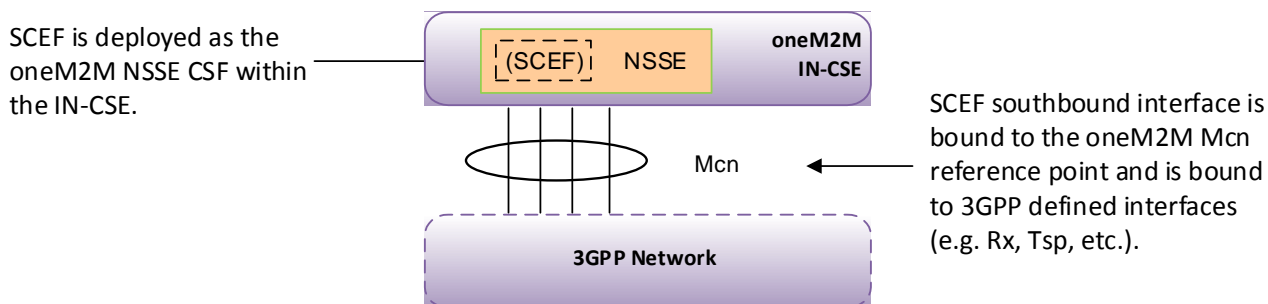 SCEF is deployed as the
oneM2M NSSE CSF within
the IN-CSE.
(SCEF) NSSE
oneM2M
IN-CSE
Mcn
SCEF southbound interface is
bound to the oneM2M Mcn
reference point and is bound
to 3GPP defined interfaces
(e.g. Rx, Tsp, etc.).
3GPP Network